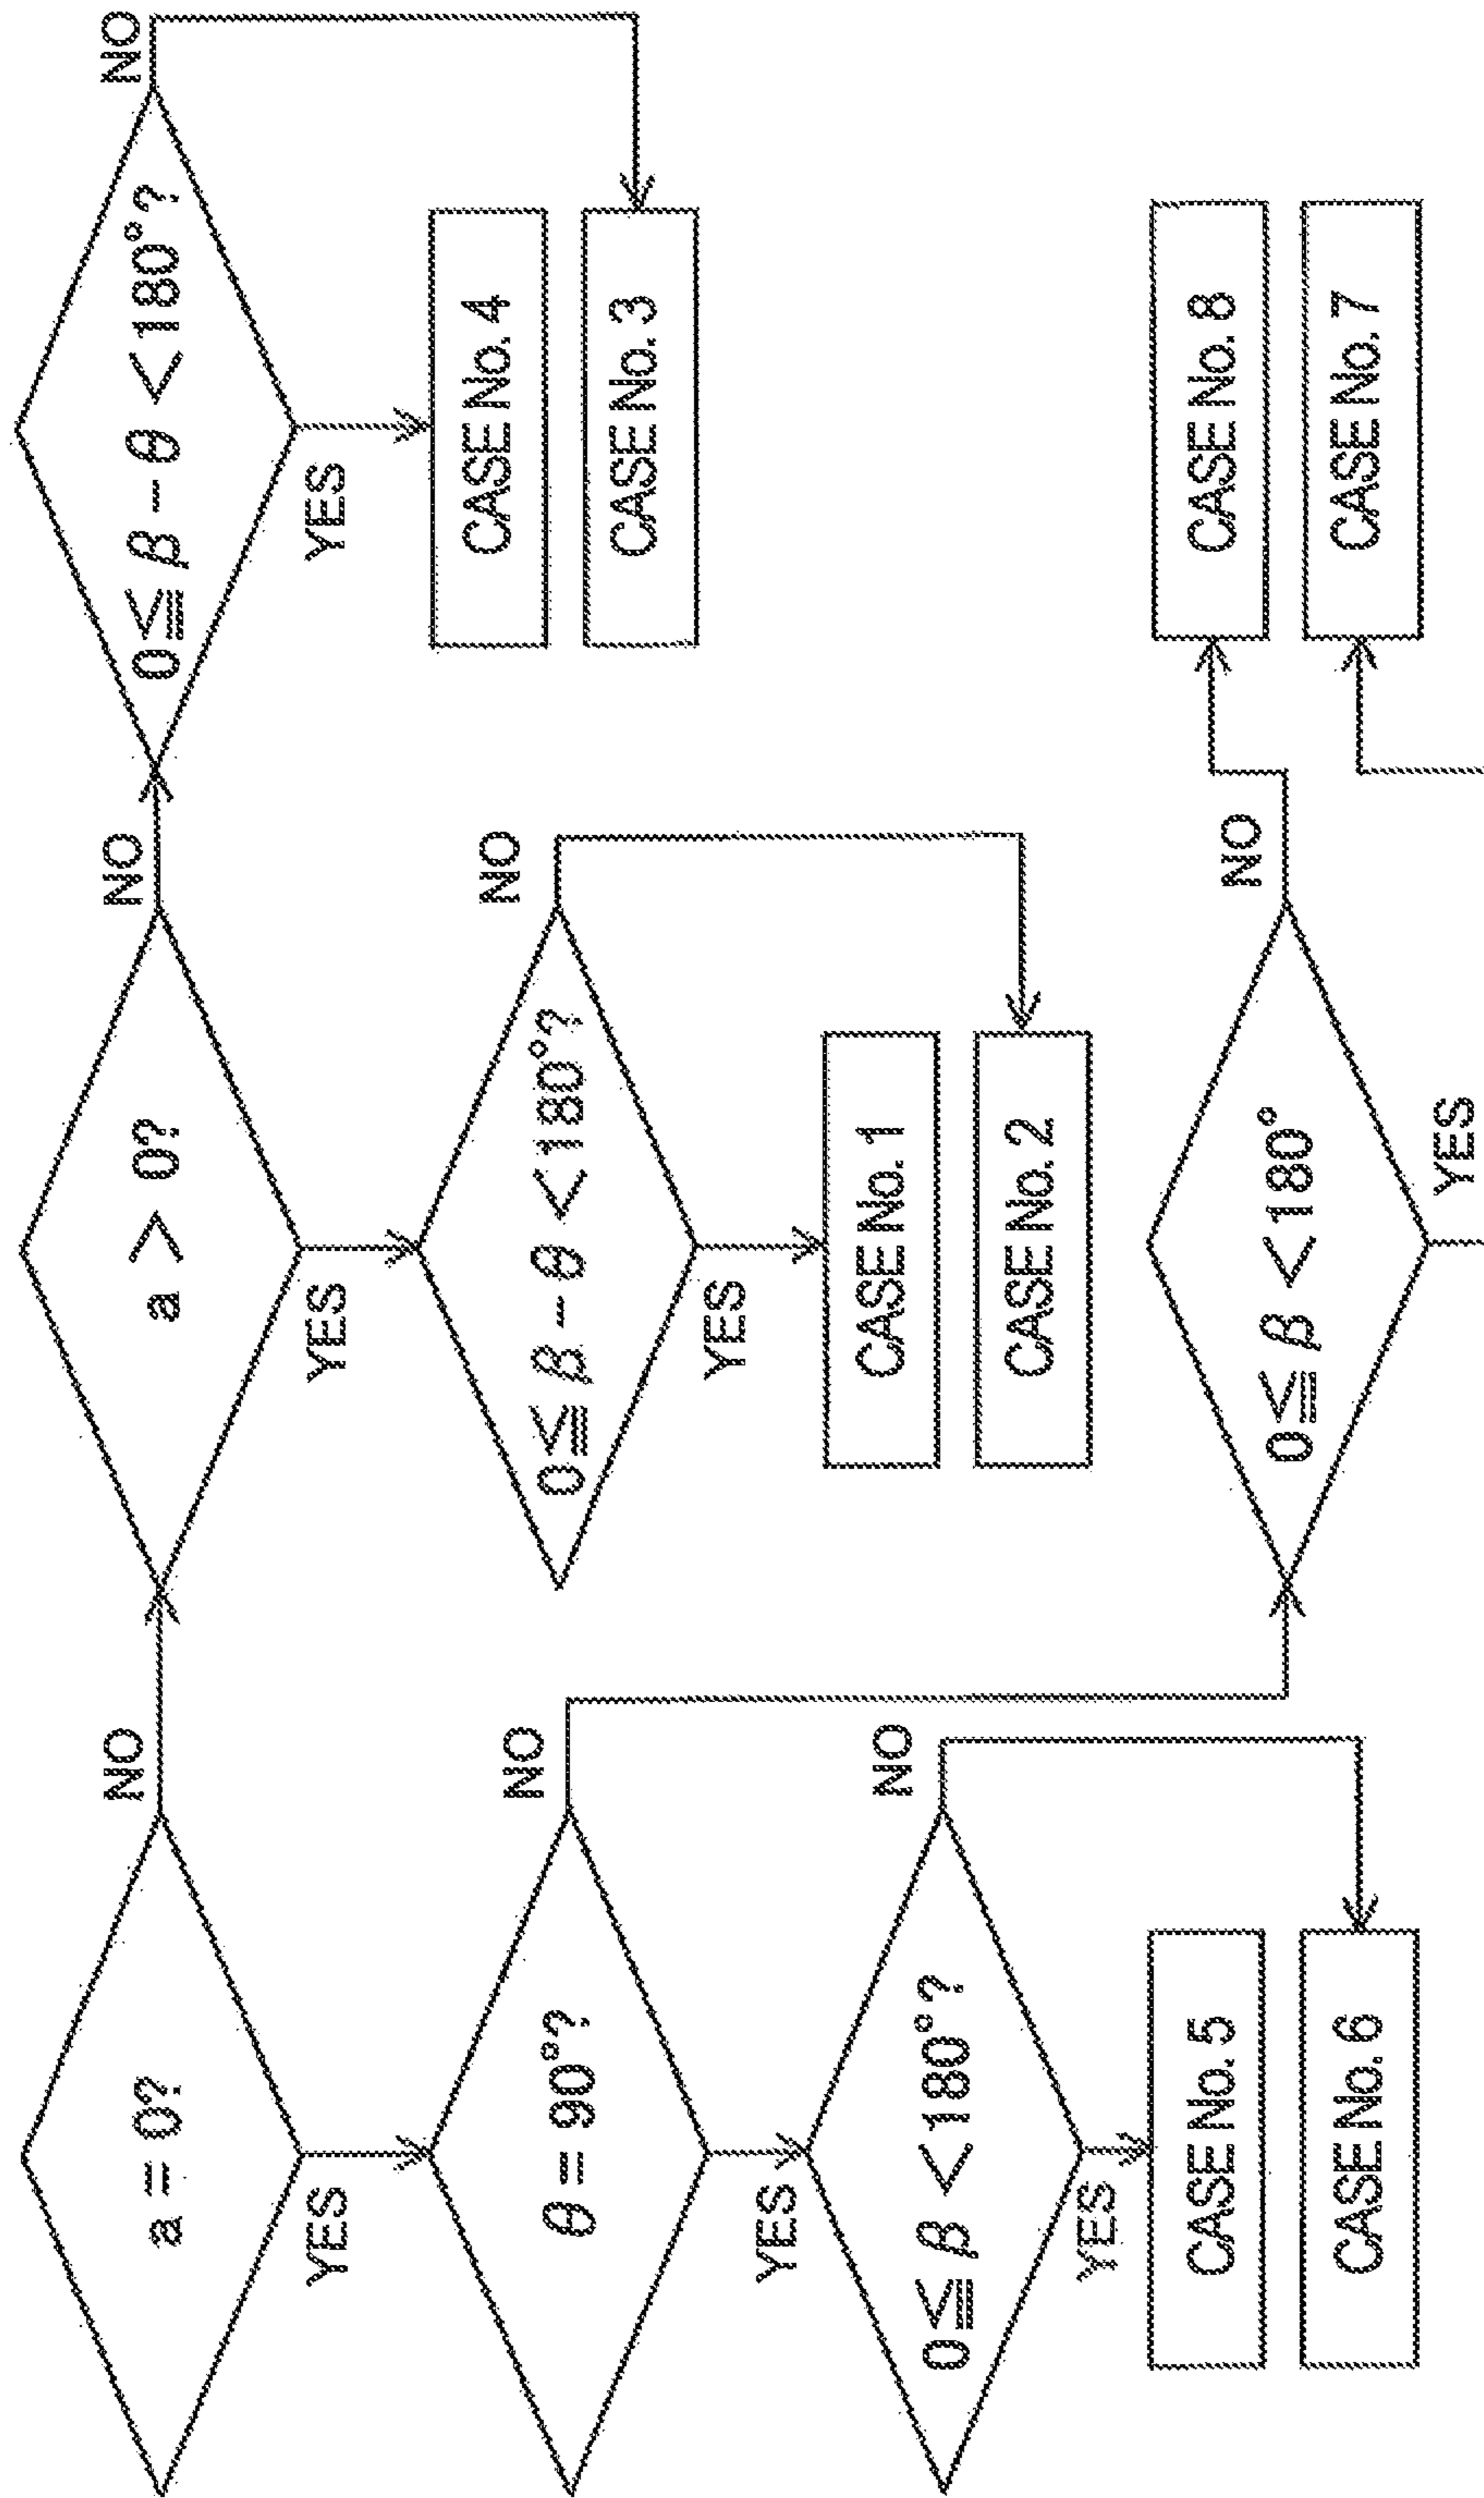 a = 0?
NO
YES
θ = 90°?
NO
YES
0≦ β <180°?
NO
YES
CASE No. 5
CASE No. 6
a > 0?
NO
YES
0≦ β − θ <180°?
NO
YES
CASE No. 1
CASE No. 2
0≦ β <180°
NO
YES
0≦ β − θ <180°?
NO
YES
CASE No. 4
CASE No. 3
CASE No. 8
CASE No. 7